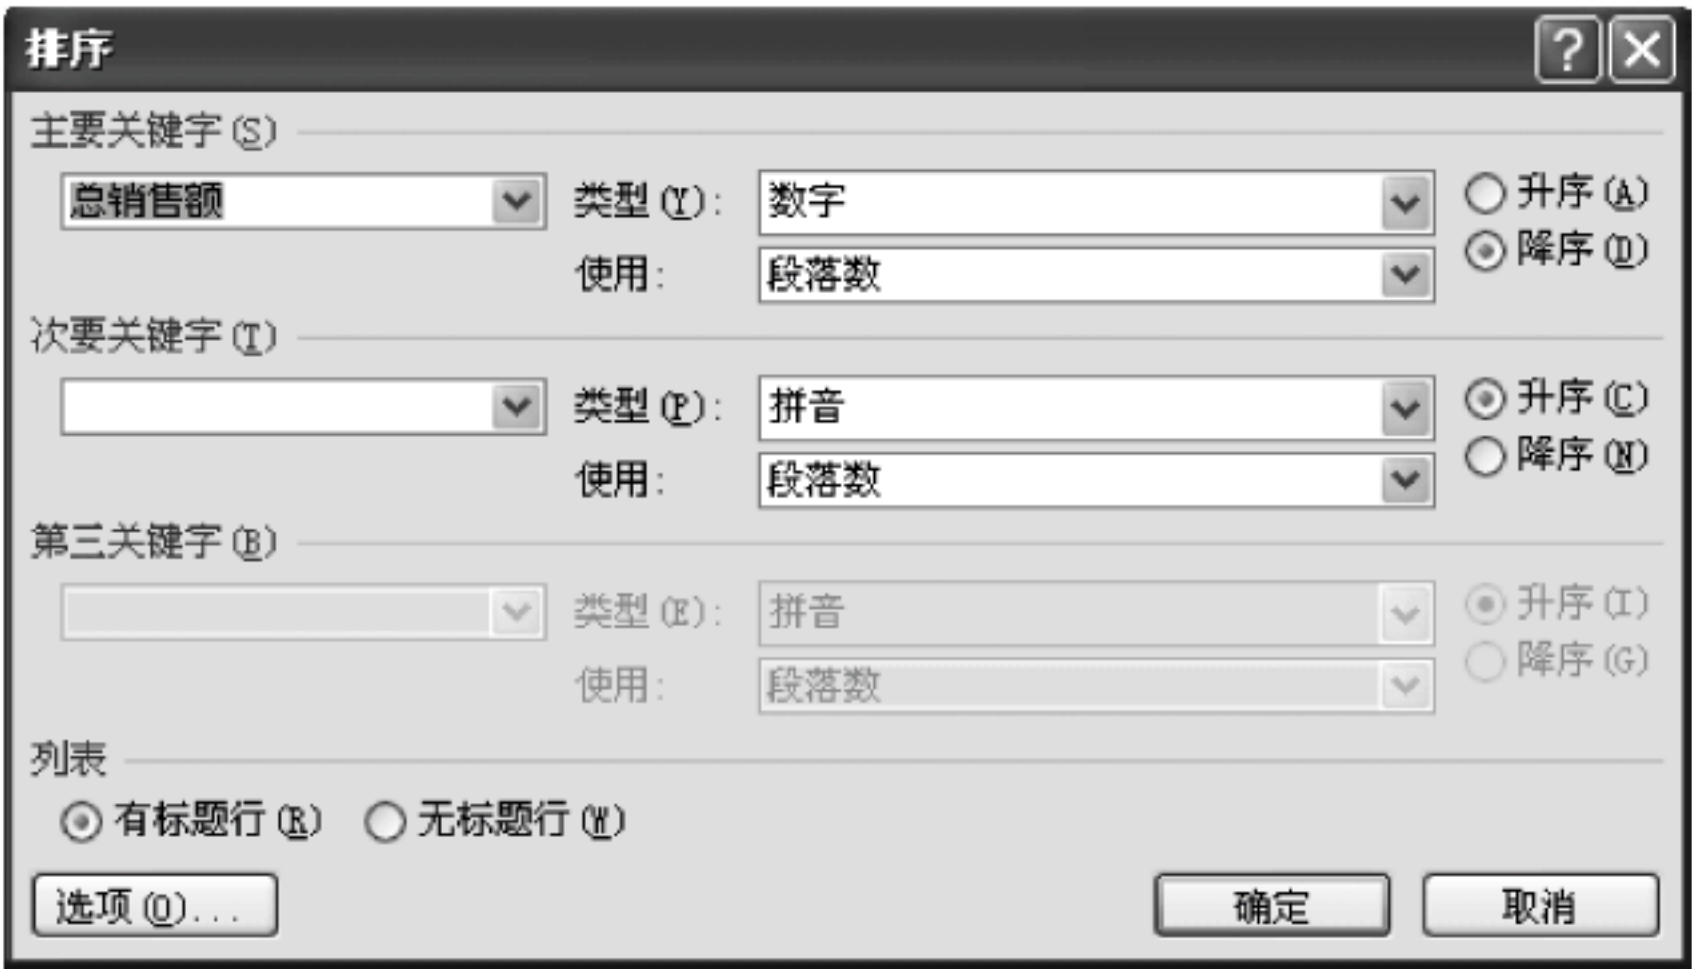 排序
主要关键字(S)
总销售额 类型(Y): 数字 升序(A)
降序(D)
使用: 段落数
次要关键字(T)
类型(P): 拼音 升序(C)
降序(N)
使用: 段落数
第三关键字(B)
类型(E): 拼音 升序(I)
降序(G)
使用: 段落数
列表
有标题行(R) 无标题行(W)
选项(O)... 确定 取消